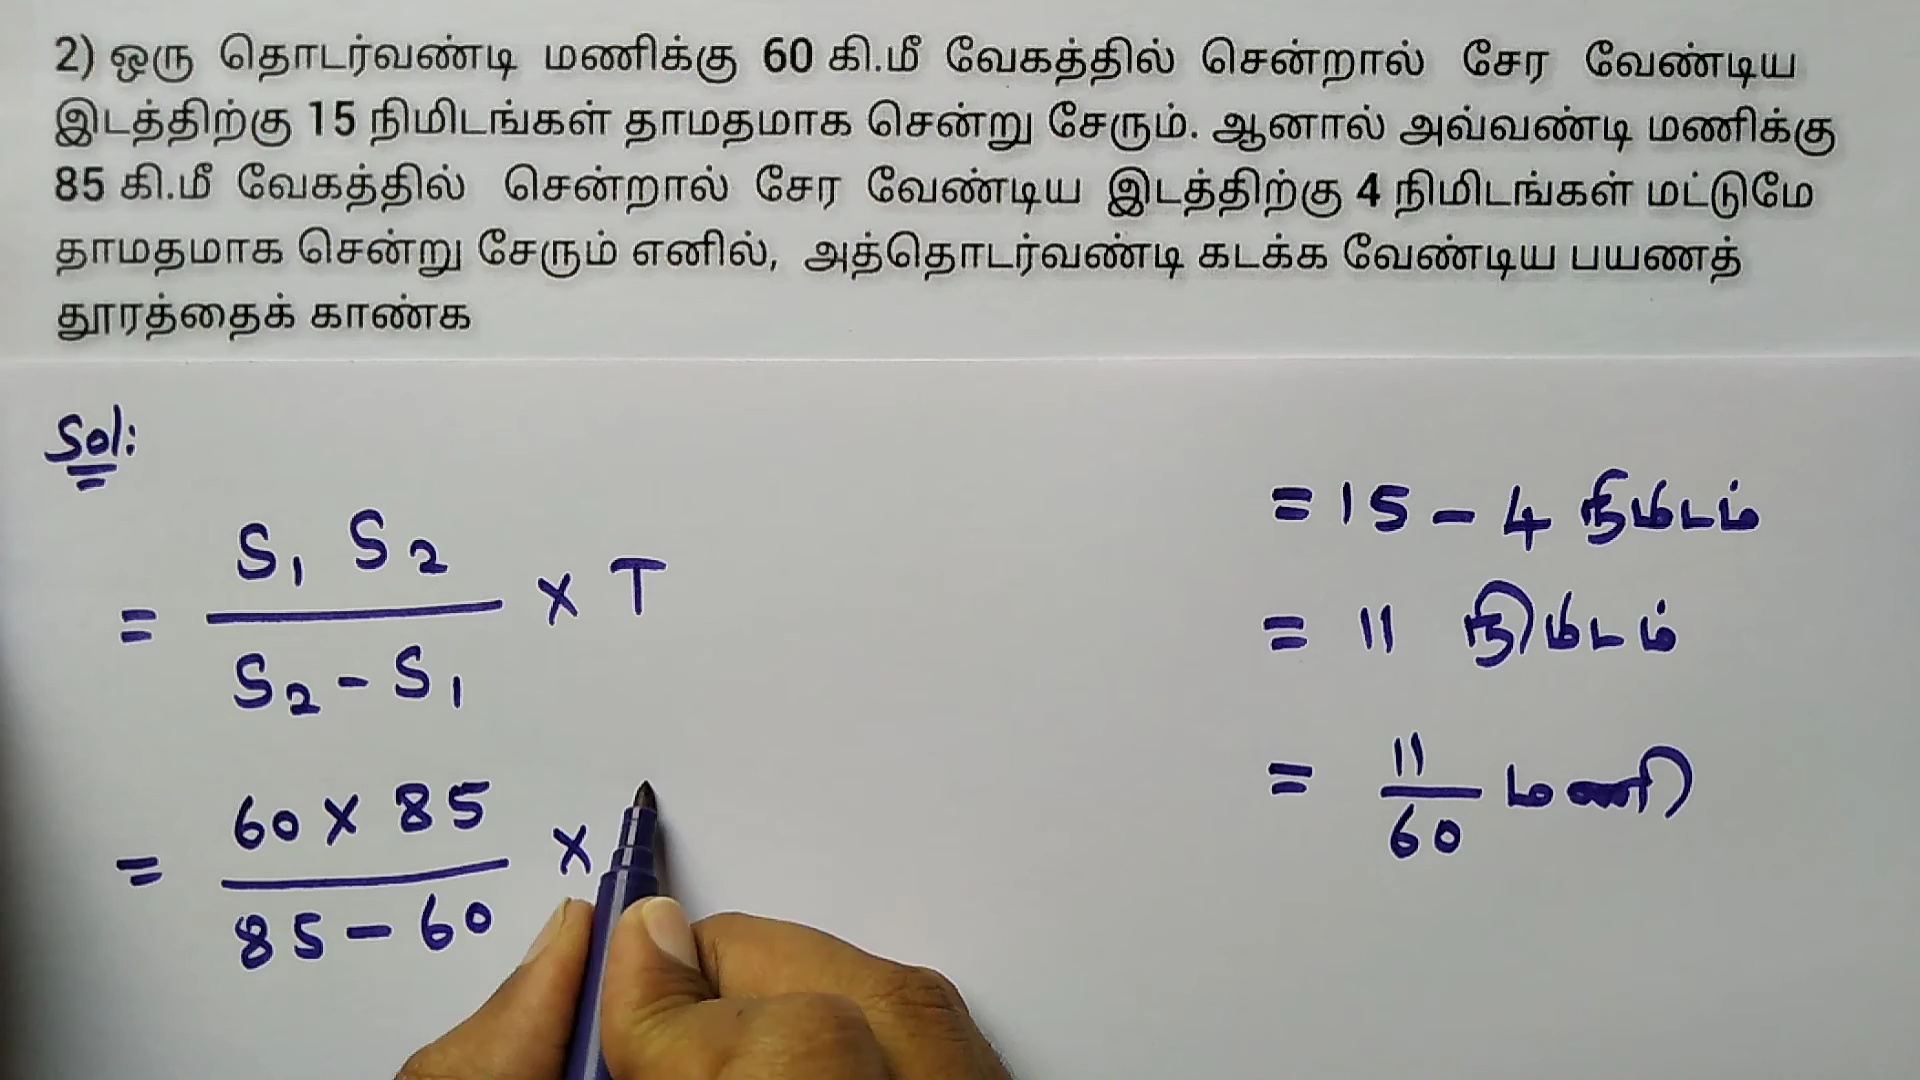 2) ஒரு தொடர்வண்டி மணிக்கு 60 கி.மீ வேகத்தில் சென்றால் சேர வேண்டிய
இடத்திற்கு 15 நிமிடங்கள் தாமதமாக சென்று சேரும். ஆனால் அவ்வண்டி மணிக்கு
85 கி.மீ வேகத்தில் சென்றால் சேர வேண்டிய இடத்திற்கு 4 நிமிடங்கள் மட்டுமே
தாமதமாக சென்று சேரும் எனில், அத்தொடர்வண்டி கடக்க வேண்டிய பயணத்
தூரத்தைக் காண்க
Sol:
S₁ S₂
= ――― × T
S₂ - S₁
60 × 85
= ――― ×
85 - 60
= 15 - 4 நிமிடம்
= 11 நிமிடம்
= 11/60 மணி